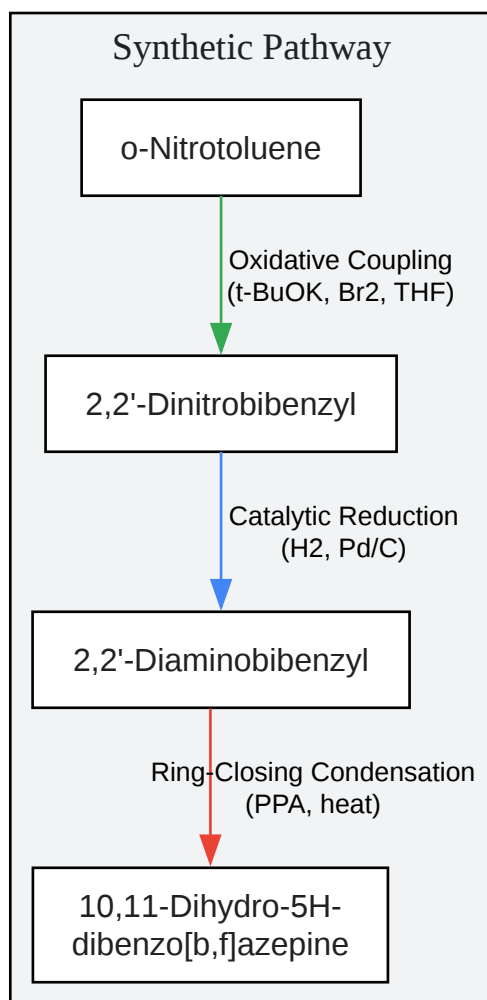 Synthetic Pathway
o-Nitrotoluene
Oxidative Coupling
(t-BuOK, Br2, THF)
2,2'-Dinitrobibenzyl
Catalytic Reduction
(H2, Pd/C)
2,2'-Diaminobibenzyl
Ring-Closing Condensation
(PPA, heat)
10,11-Dihydro-5H-
dibenzo[b,f]azepine